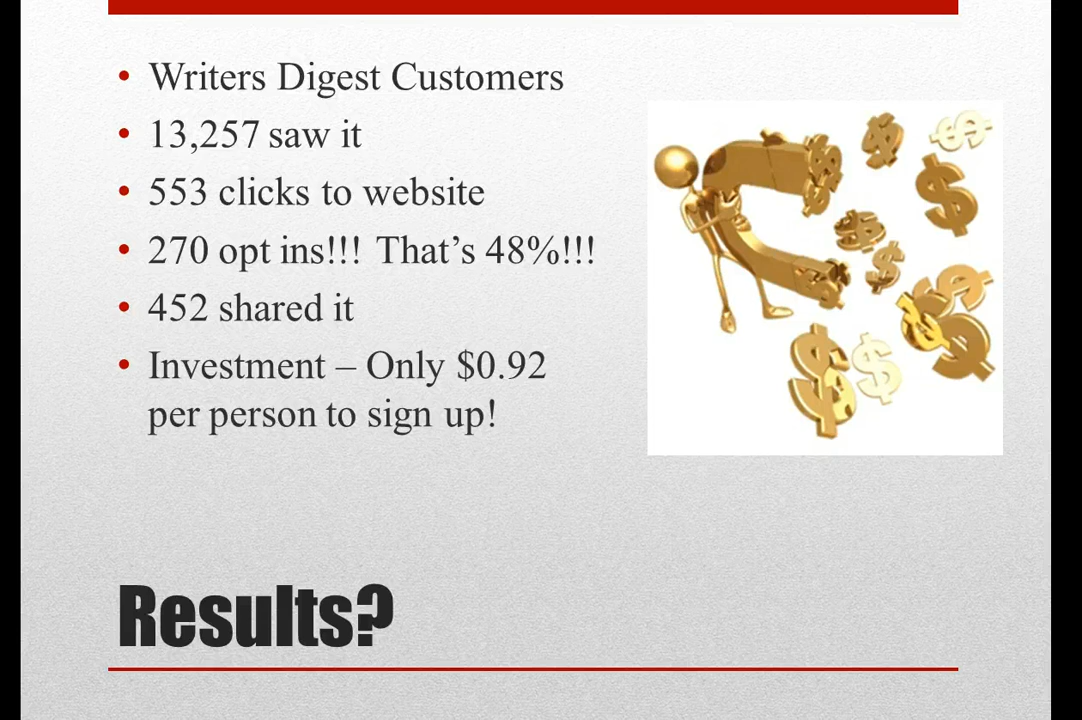 • Writers Digest Customers
• 13,257 saw it
• 553 clicks to website
• 270 opt ins!!! That’s 48%!!!
• 452 shared it
• Investment – Only $0.92
per person to sign up!
Results?